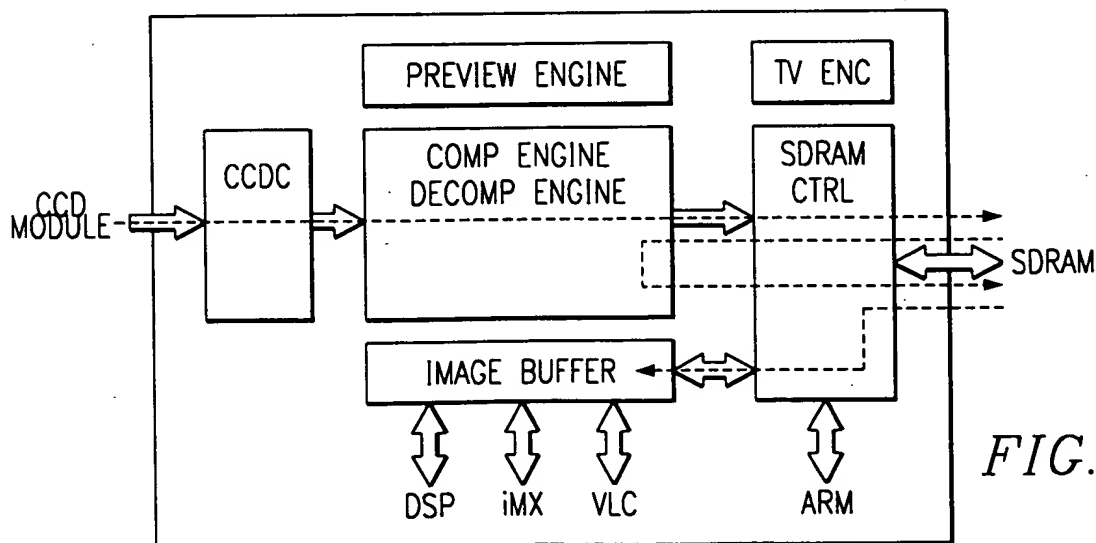 PREVIEW ENGINE
TV ENC
CCDC
COMP ENGINE
DECOMP ENGINE
SDRAM
CTRL
CCD
MODULE
SDRAM
IMAGE BUFFER
DSP
iMX
VLC
ARM
FIG.